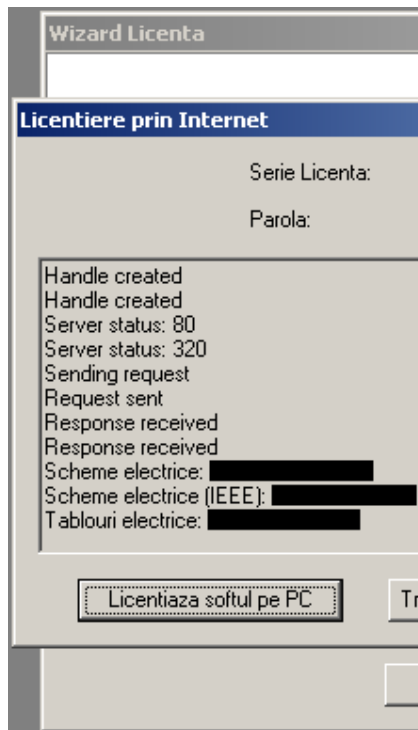 Wizard Licenta
Licentiere prin Internet
Serie Licenta:
Parola:
Handle created
Handle created
Server status: 80
Server status: 320
Sending request
Request sent
Response received
Response received
Scheme electrice:
Scheme electrice (IEEE):
Tablouri electrice:
Licentiaza softul pe PC